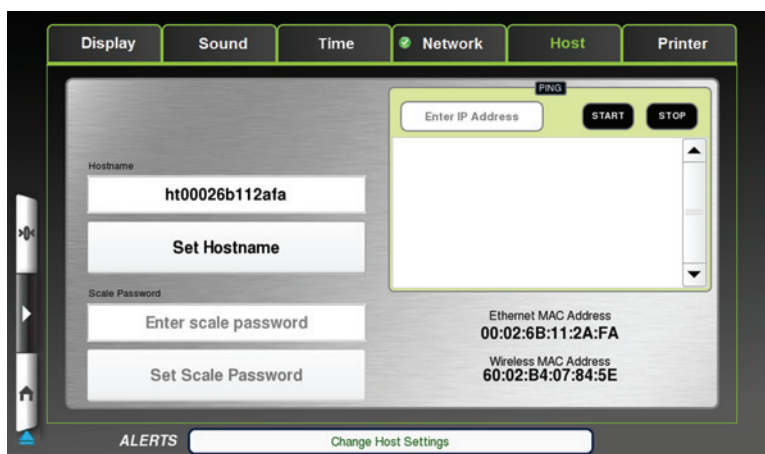 Display Sound Time Network Host Printer
PING
Enter IP Address START STOP
Hostname
ht00026b112afa
Set Hostname
Scale Password
Enter scale password
Set Scale Password
Ethernet MAC Address
00:02:6B:11:2A:FA
Wireless MAC Address
60:02:B4:07:84:5E
>0<
ALERTS Change Host Settings